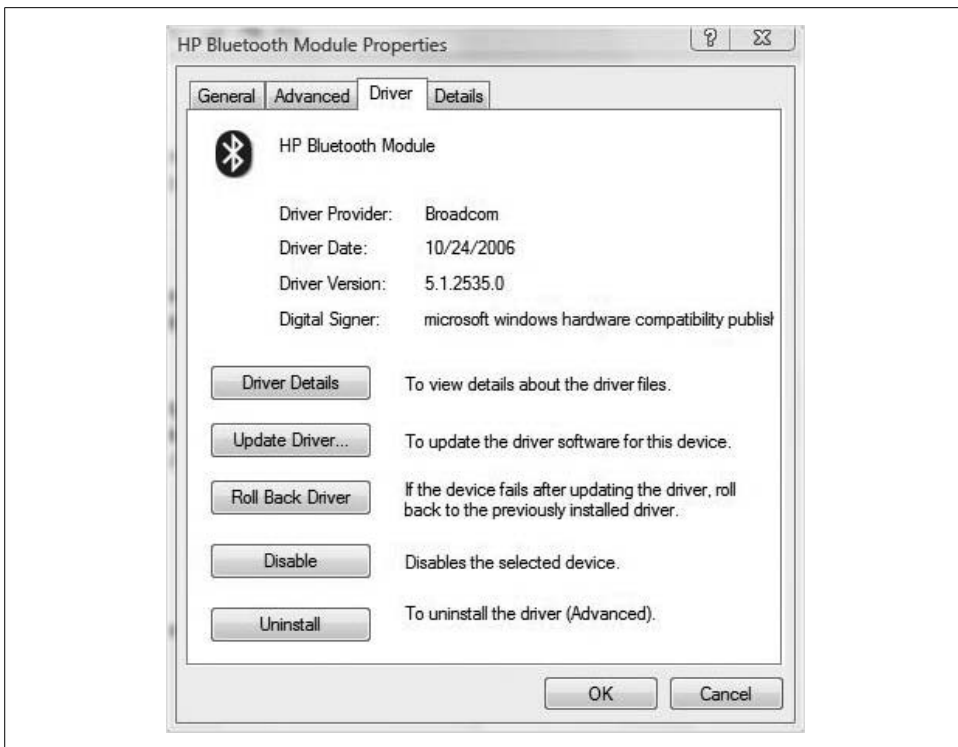 HP Bluetooth Module Properties
General Advanced Driver Details
HP Bluetooth Module
Driver Provider: Broadcom
Driver Date: 10/24/2006
Driver Version: 5.1.2535.0
Digital Signer: microsoft windows hardware compatibility publish
Driver Details To view details about the driver files.
Update Driver... To update the driver software for this device.
Roll Back Driver If the device fails after updating the driver, roll
back to the previously installed driver.
Disable Disables the selected device.
Uninstall To uninstall the driver (Advanced).
OK Cancel